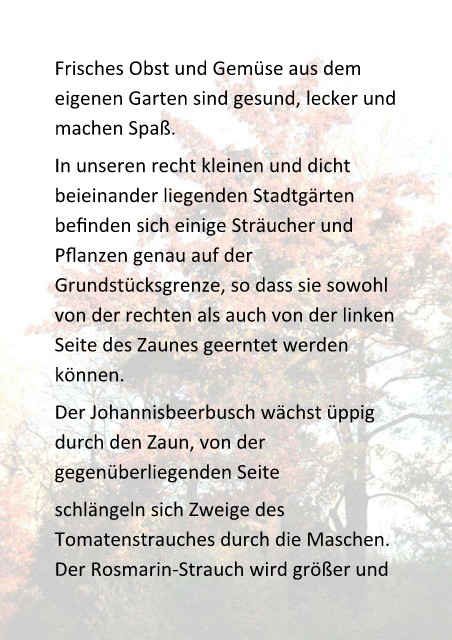 Frisches Obst und Gemüse aus dem
eigenen Garten sind gesund, lecker und
machen Spaß.
In unseren recht kleinen und dicht
beieinander liegenden Stadtgärten
befinden sich einige Sträucher und
Pflanzen genau auf der
Grundstücksgrenze, so dass sie sowohl
von der rechten als auch von der linken
Seite des Zaunes geerntet werden
können.
Der Johannisbeerbusch wächst üppig
durch den Zaun, von der
gegenüberliegenden Seite
schlängeln sich Zweige des
Tomatenstrauches durch die Maschen.
Der Rosmarin-Strauch wird größer und